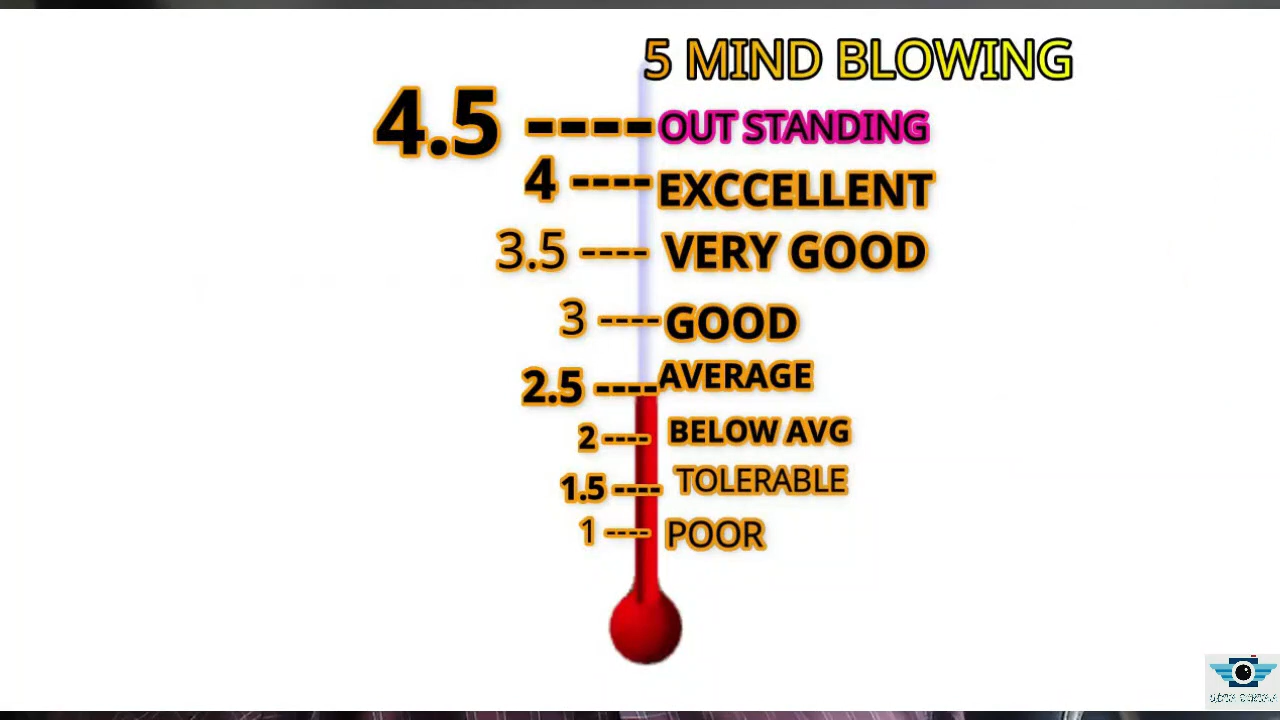 5 MIND BLOWING
4.5 ---- OUT STANDING
4 ---- EXCCELLENT
3.5 ---- VERY GOOD
3 ---- GOOD
2.5 ---- AVERAGE
2 ---- BELOW AVG
1.5 ---- TOLERABLE
1 ---- POOR